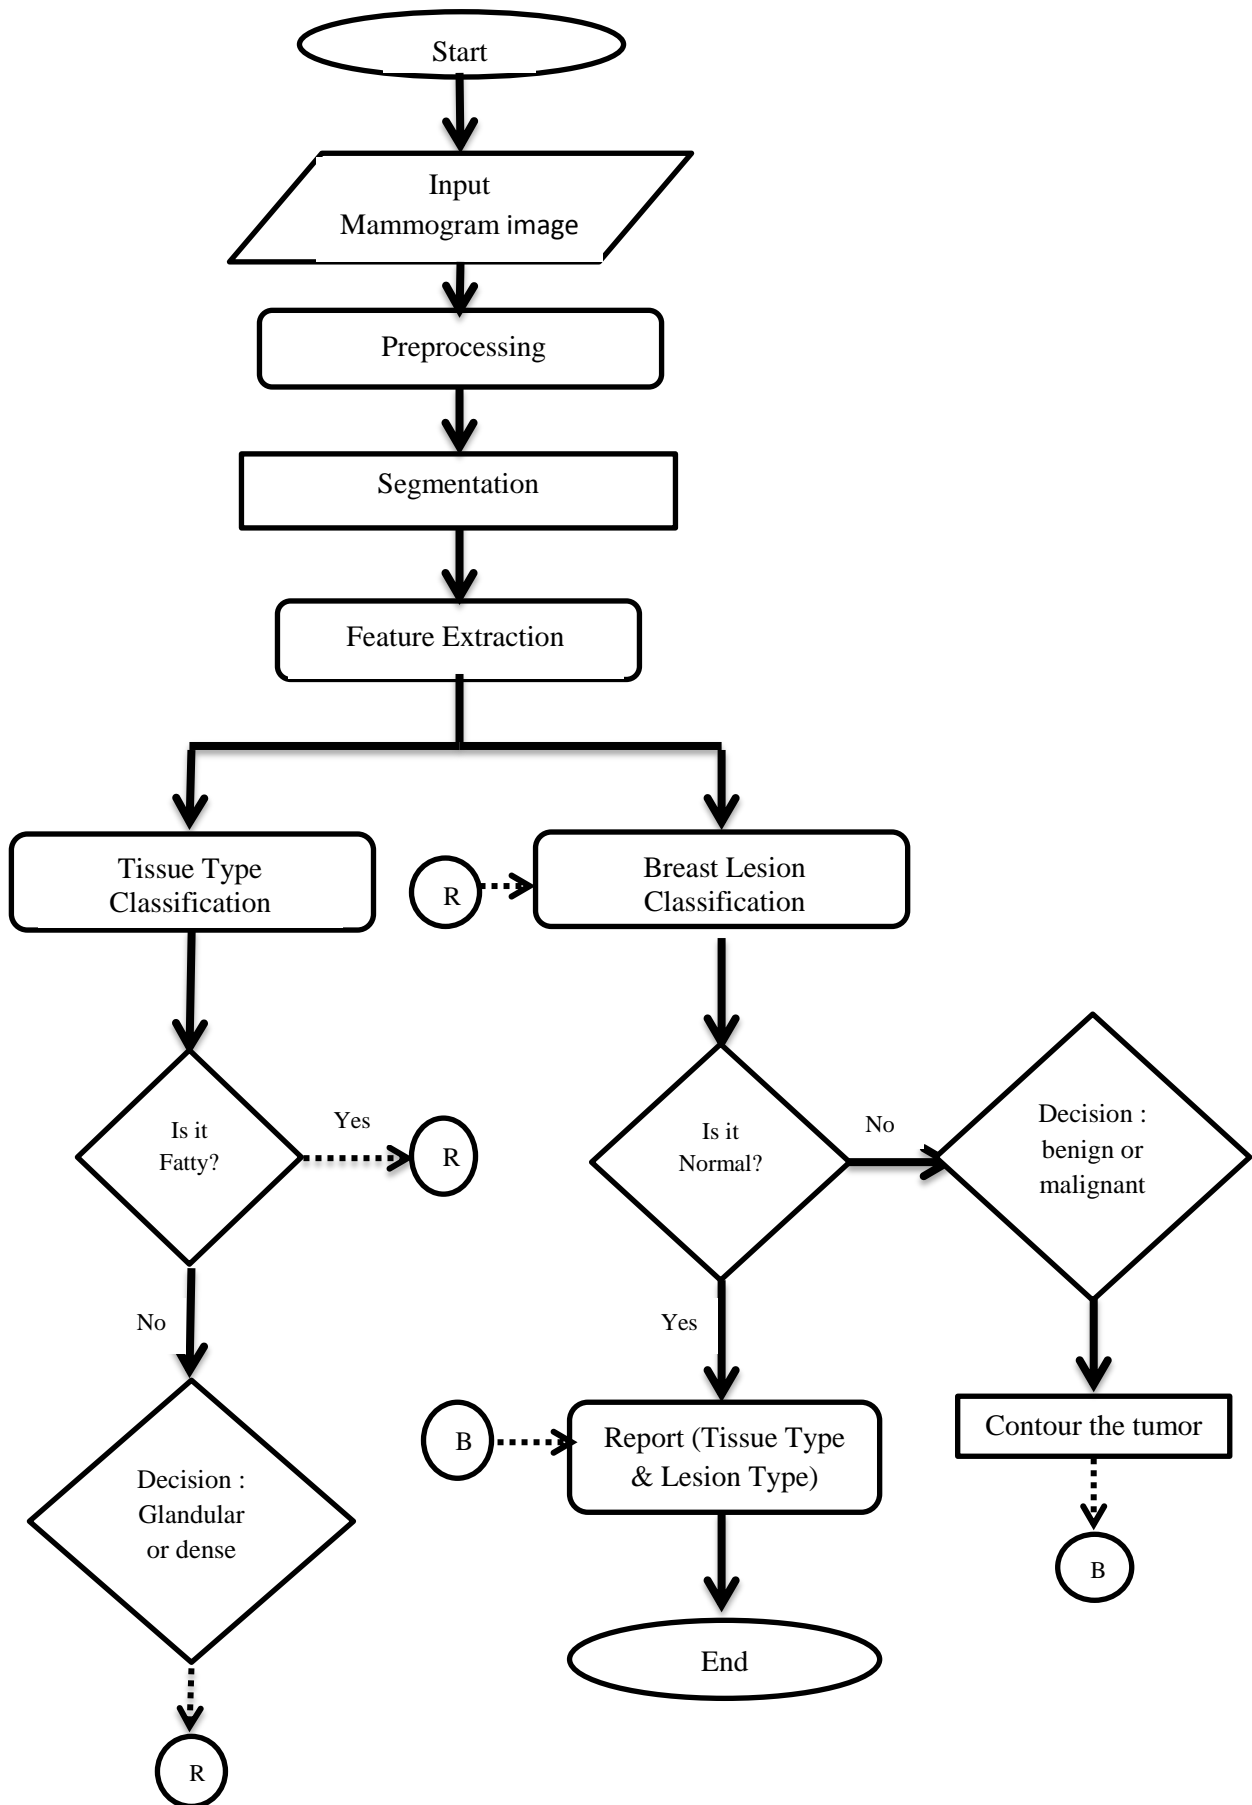 Start
Input
Mammogram image
Preprocessing
Segmentation
Feature Extraction
Tissue Type
Classification
R
Breast Lesion
Classification
Is it
Fatty?
Yes
R
No
Decision :
Glandular
or dense
R
Is it
Normal?
No
Decision :
benign or
malignant
Yes
Contour the tumor
B
B
Report (Tissue Type
& Lesion Type)
End